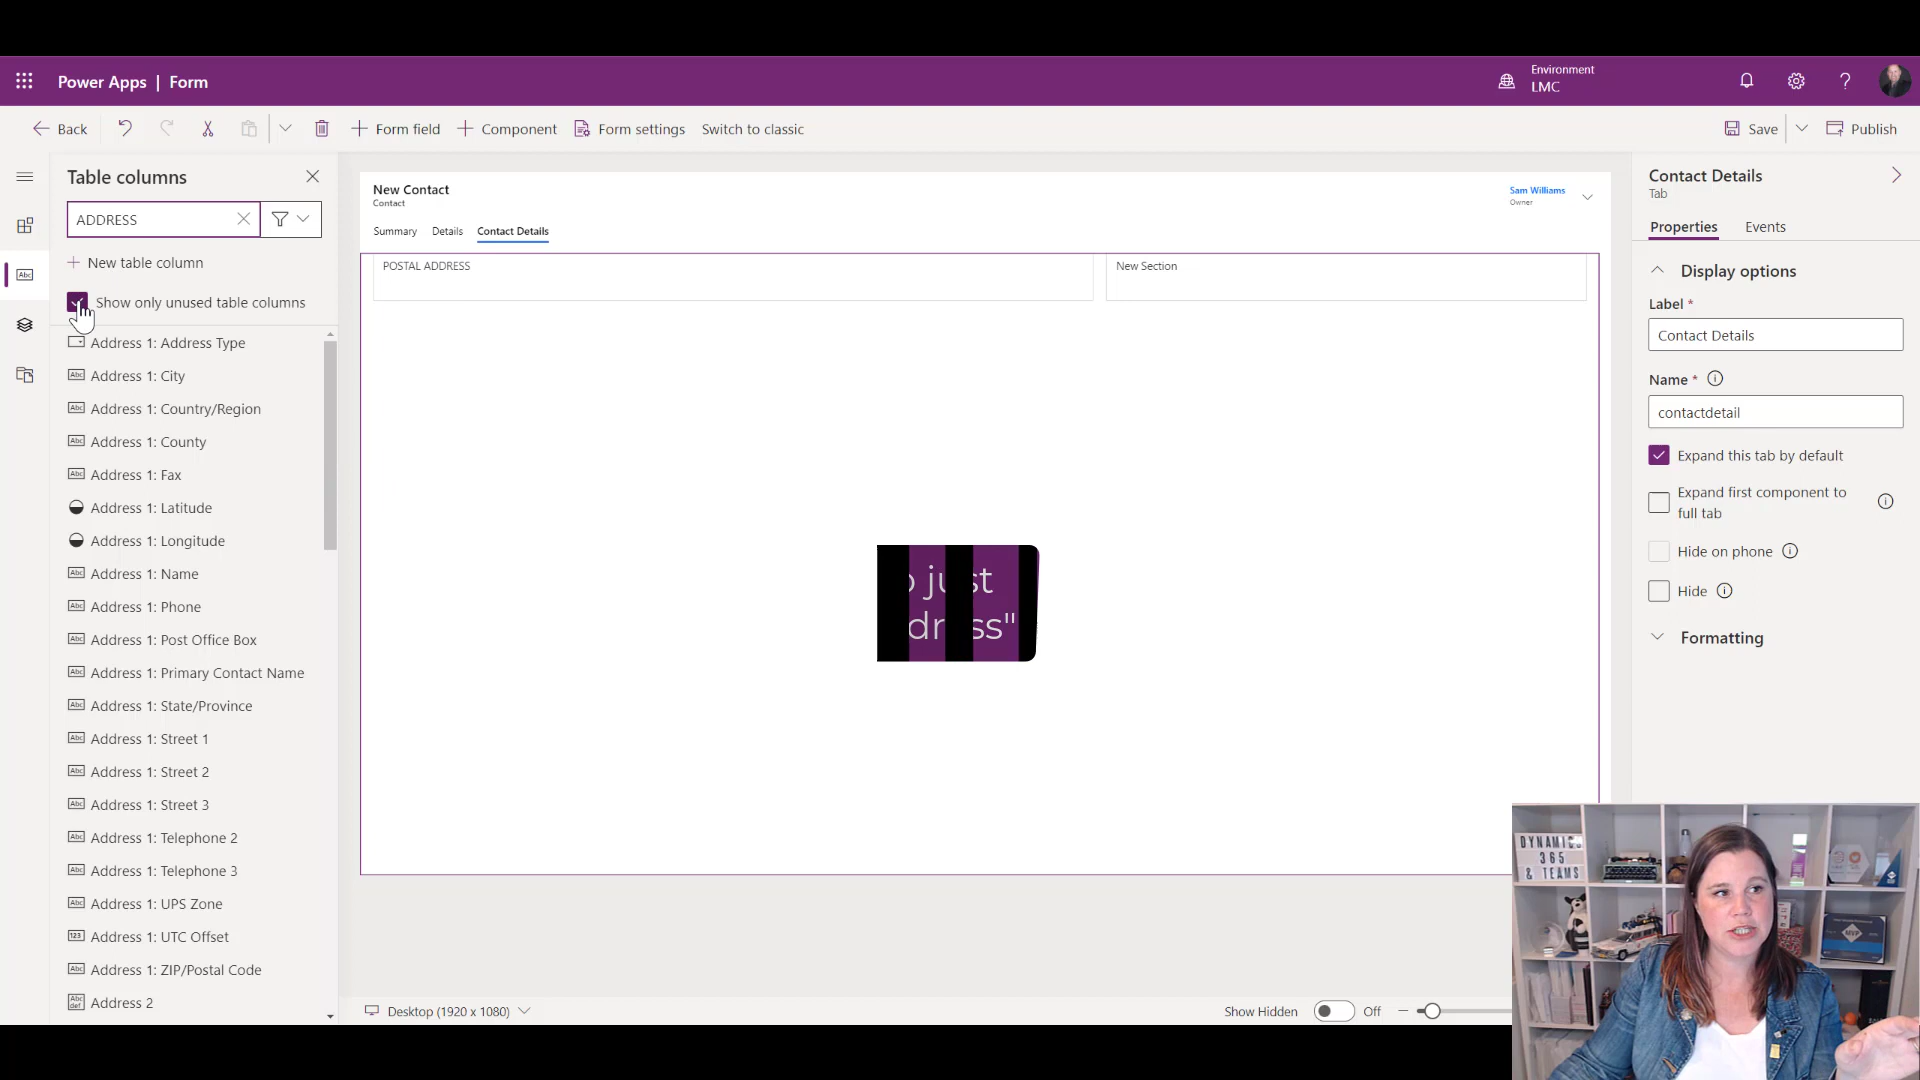 Power Apps | Form
Environment
LMC
Back
Form field
Component
Form settings
Switch to classic
Save
Publish
Table columns
ADDRESS
New table column
Show only unused table columns
Address 1: Address Type
Address 1: City
Address 1: Country/Region
Address 1: County
Address 1: Fax
Address 1: Latitude
Address 1: Longitude
Address 1: Name
Address 1: Phone
Address 1: Post Office Box
Address 1: Primary Contact Name
Address 1: State/Province
Address 1: Street 1
Address 1: Street 2
Address 1: Street 3
Address 1: Telephone 2
Address 1: Telephone 3
Address 1: UPS Zone
Address 1: UTC Offset
Address 1: ZIP/Postal Code
Address 2
New Contact
Contact
Sam Williams
Owner
Summary Details Contact Details
POSTAL ADDRESS
New Section
Desktop (1920 x 1080)
Show Hidden
Off
Contact Details
Tab
Properties Events
Display options
Label *
Contact Details
Name *
contactdetail
Expand this tab by default
Expand first component to
full tab
Hide on phone
Hide
Formatting
365
& TEAMS
MVP